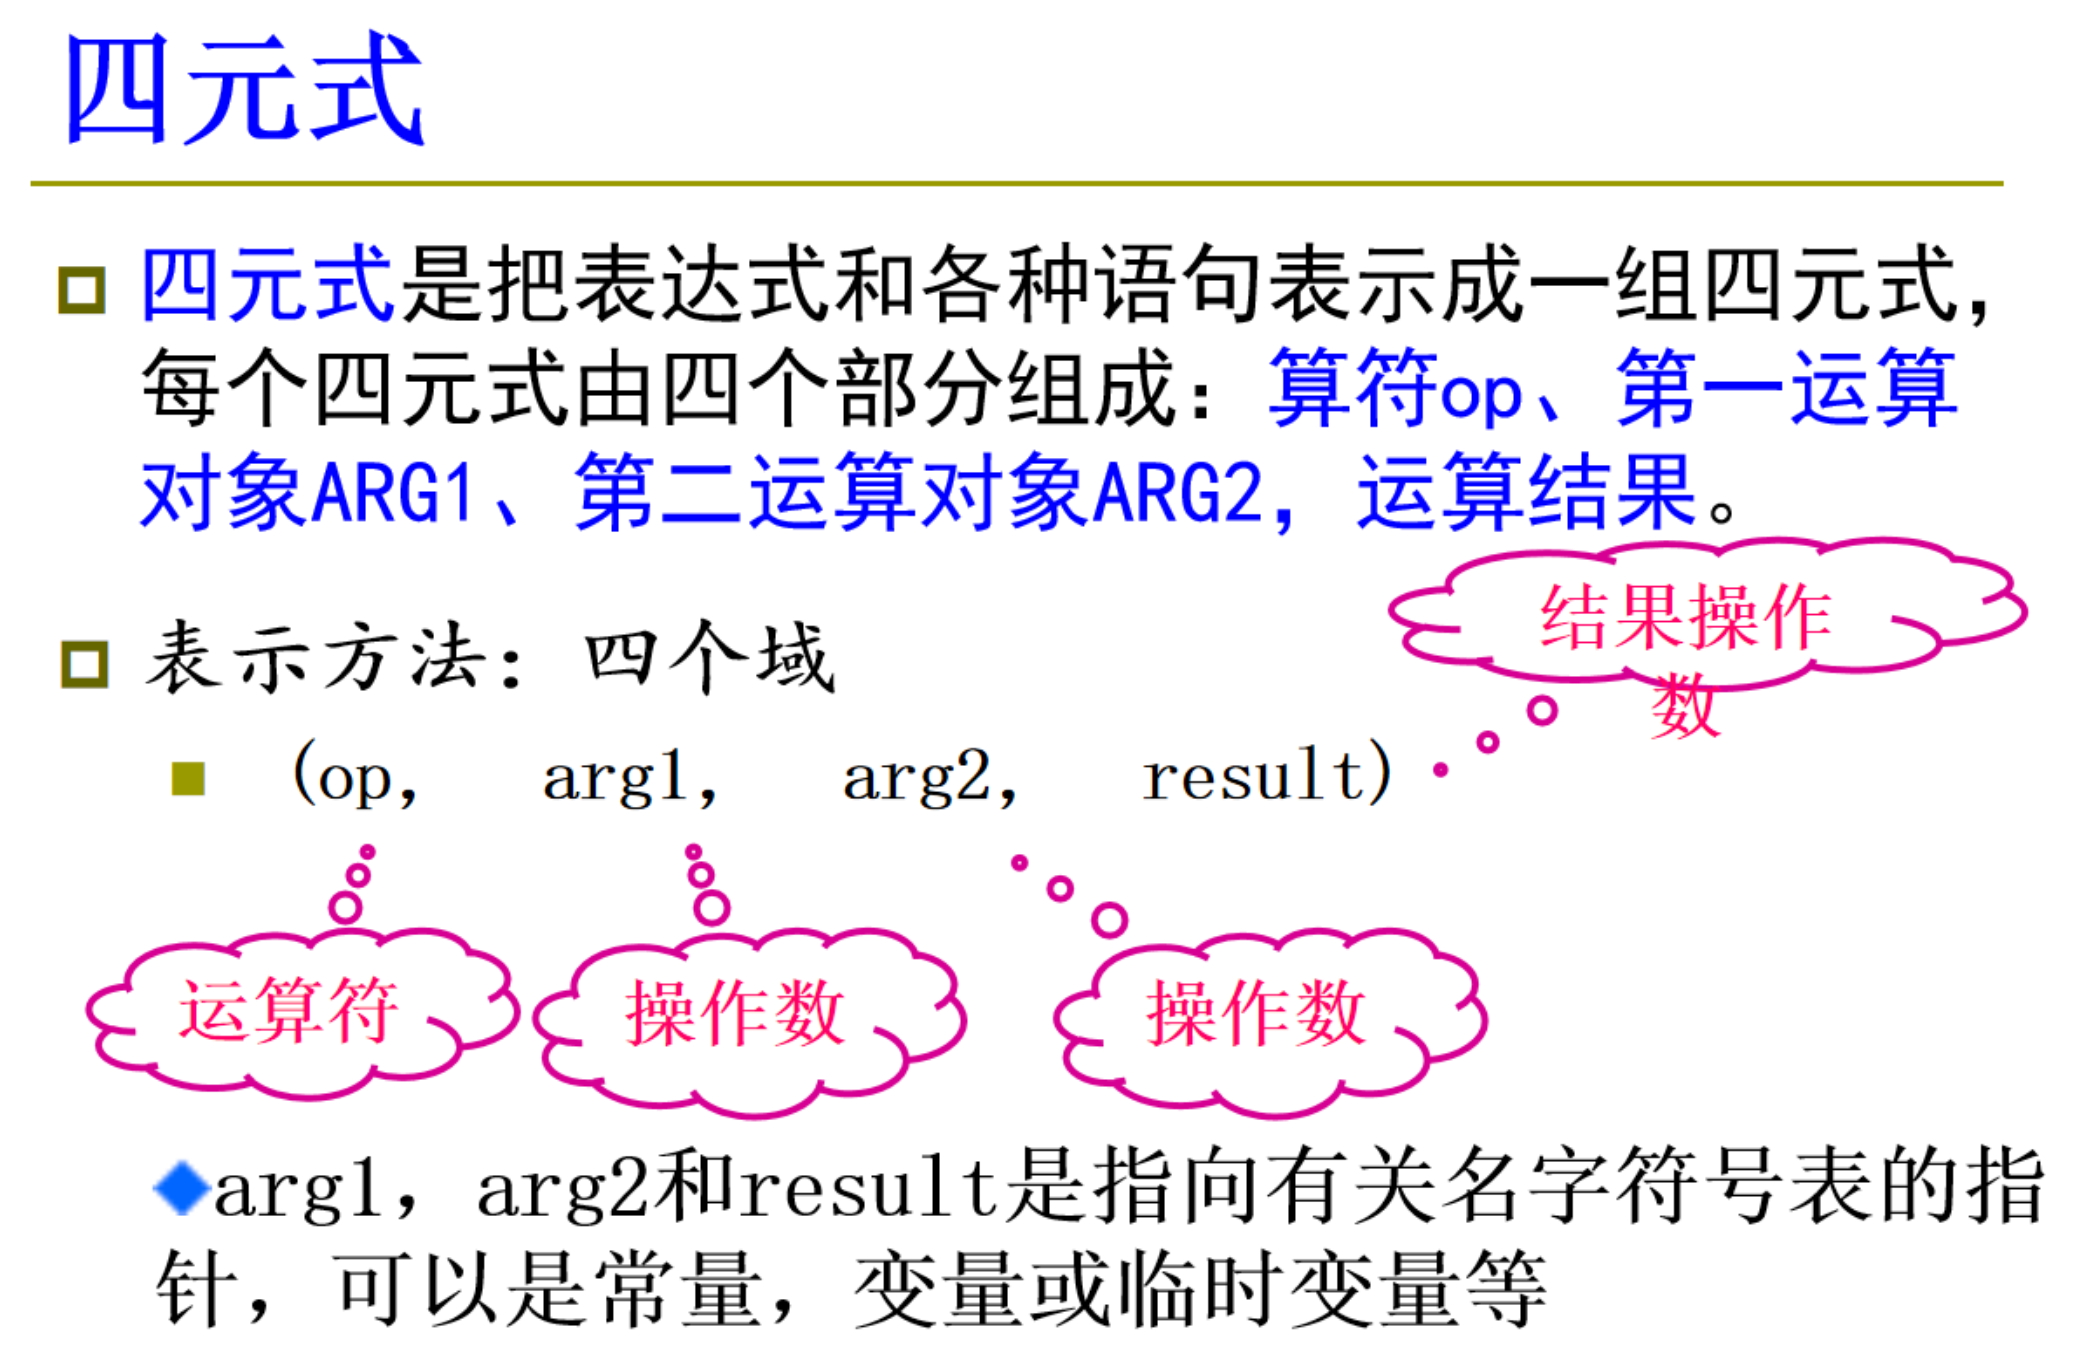 四元式
四元式是把表达式和各种语句表示成一组四元式，
每个四元式由四个部分组成：算符op、第一运算
对象ARG1、第二运算对象ARG2，运算结果。
结果操作
数
表示方法：四个域
(op， arg1， arg2， result)
运算符 操作数 操作数
arg1，arg2和result是指向有关名字符号表的指
针，可以是常量，变量或临时变量等